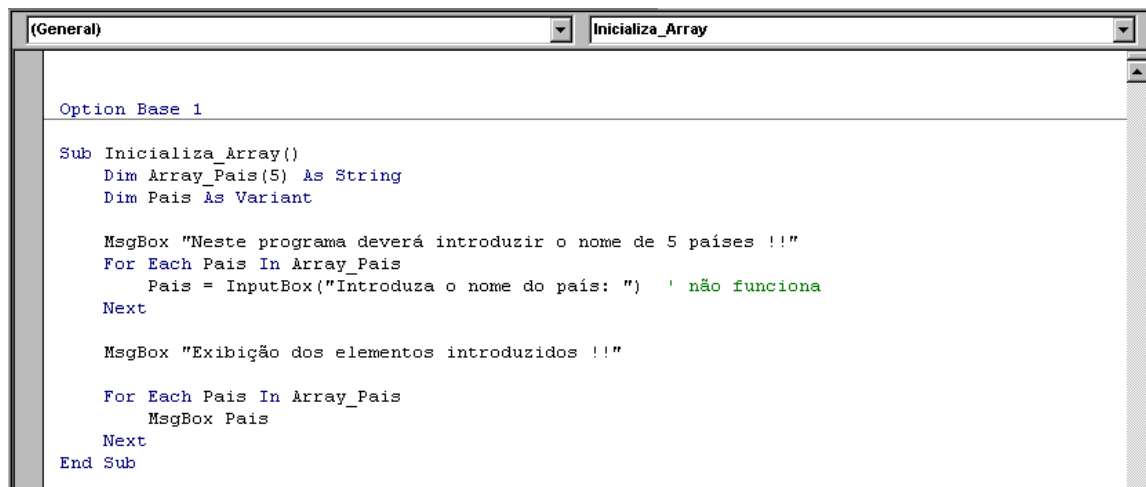 (General) Inicializa_Array
Option Base 1
Sub Inicializa_Array()
Dim Array_Pais(5) As String
Dim Pais As Variant
MsgBox "Neste programa deverá introduzir o nome de 5 países !!"
For Each Pais In Array_Pais
Pais = InputBox("Introduza o nome do país: ") ' não funciona
Next
MsgBox "Exibição dos elementos introduzidos !!"
For Each Pais In Array_Pais
MsgBox Pais
Next
End Sub